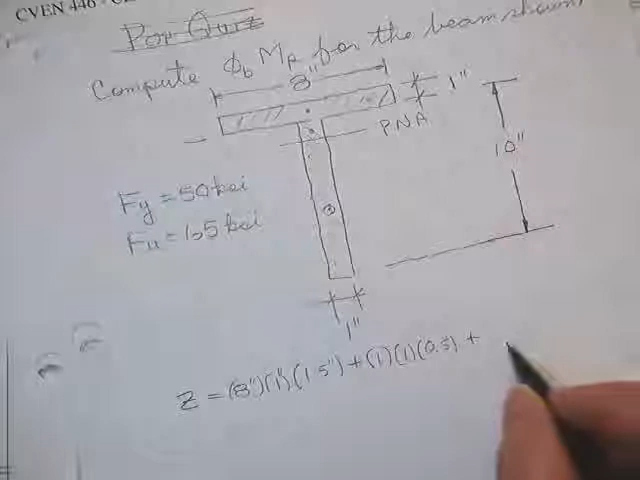 CVEN 446
Pop Quiz
Compute ϕb Mp for the beam shown,
8"
1"
PNA
10"
Fy = 50 ksi
Fu = 65 ksi
1"
Z = (8")(1")(1.5") + (1)(1)(0.5) +